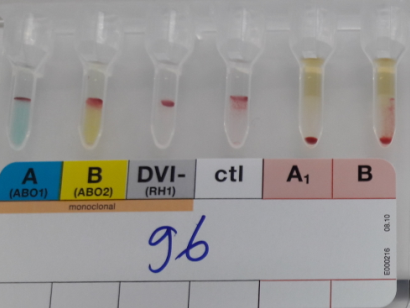 A B DVI- ctl A₁ B
(ABO1) (ABO2) (RH1)
monoclonal
96
E000216 08.10